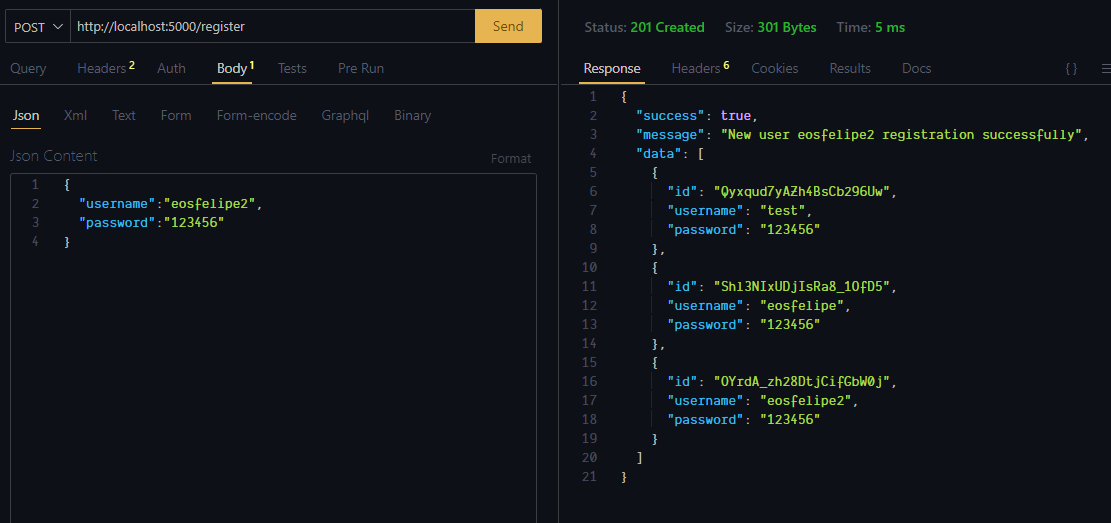 POST http://localhost:5000/register Send
Query Headers 2 Auth Body 1 Tests Pre Run
Json Xml Text Form Form-encode Graphql Binary
Json Content Format
1 {
2 "username":"eosfelipe2",
3 "password":"123456"
4 }
Status: 201 Created Size: 301 Bytes Time: 5 ms
Response Headers 6 Cookies Results Docs { }
1 {
2 "success": true,
3 "message": "New user eosfelipe2 registration successfully",
4 "data": [
5 {
6 "id": "Qyxqud7yAZh4BsCb296Uw",
7 "username": "test",
8 "password": "123456"
9 },
10 {
11 "id": "Shl3NIxUDjIsRa8_1OfD5",
12 "username": "eosfelipe",
13 "password": "123456"
14 },
15 {
16 "id": "OYrdA_zh28DtjCifGbW0j",
17 "username": "eosfelipe2",
18 "password": "123456"
19 }
20 ]
21 }